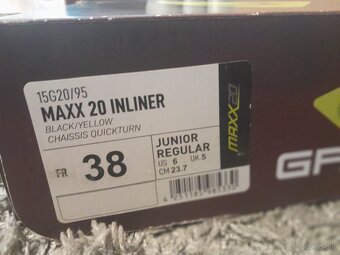 15G20/95
MAXX 20 INLINER
BLACK/YELLOW
CHAISSIS QUICKTURN
FR 38
JUNIOR
REGULAR
US 6 UK 5
CM 23.7
MAXX20